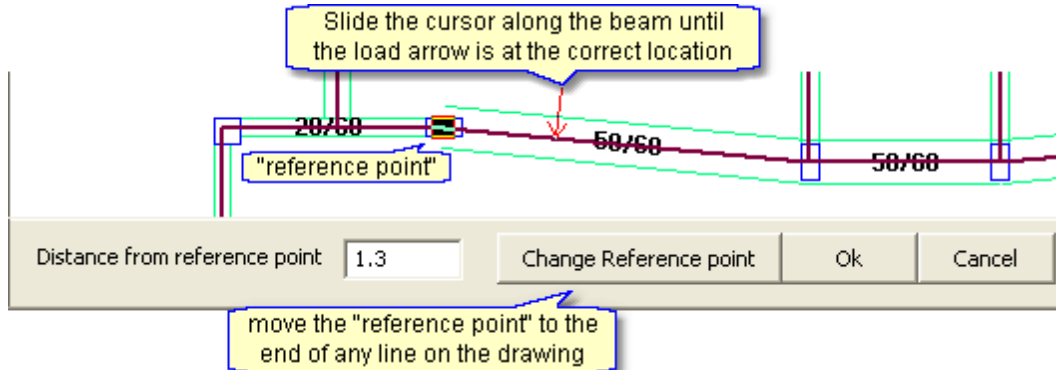 Slide the cursor along the beam until
the load arrow is at the correct location
20/60
50/60
50/60
"reference point"
Distance from reference point
1.3
Change Reference point
Ok
Cancel
move the "reference point" to the
end of any line on the drawing